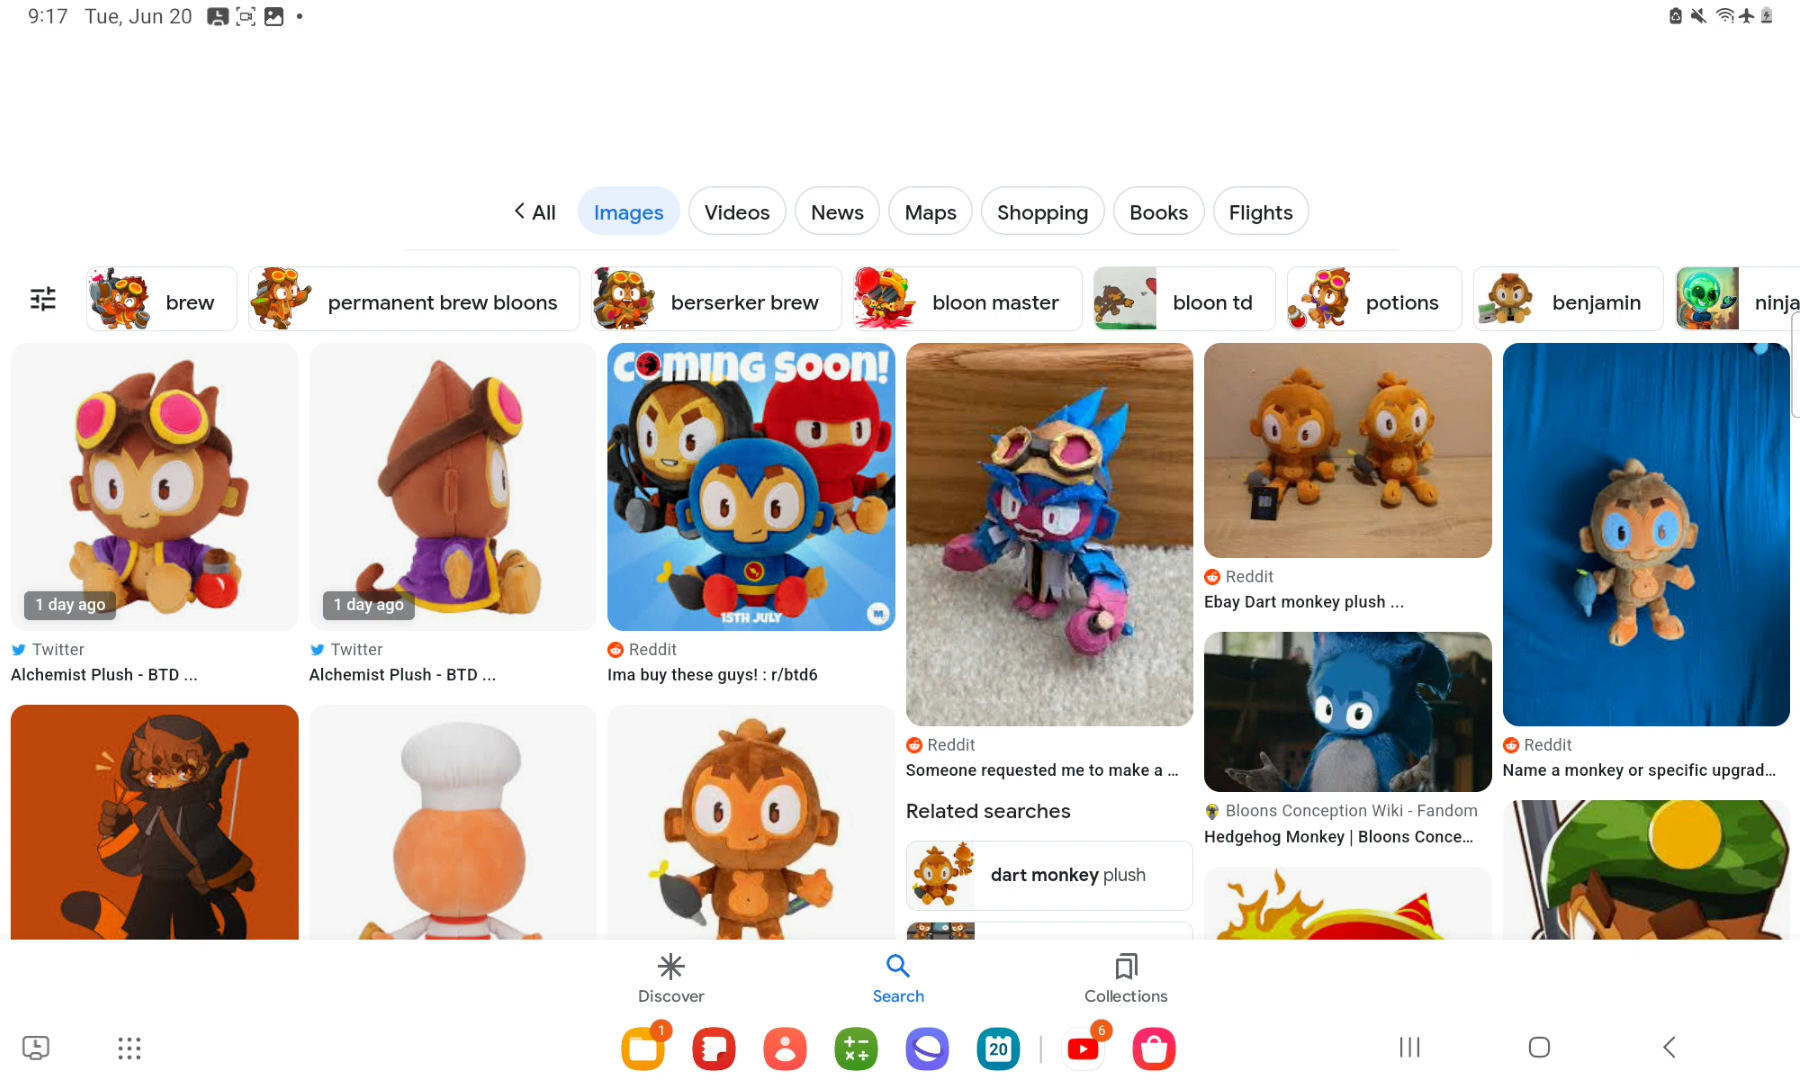 9:17 Tue, Jun 20
All Images Videos News Maps Shopping Books Flights
brew permanent brew bloons berserker brew bloon master bloon td potions benjamin ninja
1 day ago
Twitter
Alchemist Plush - BTD ...
1 day ago
Twitter
Alchemist Plush - BTD ...
COMING SOON!
15TH JULY
M
Reddit
Ima buy these guys! : r/btd6
Reddit
Someone requested me to make a ...
Related searches
dart monkey plush
Reddit
Ebay Dart monkey plush ...
Bloons Conception Wiki - Fandom
Hedgehog Monkey | Bloons Conce...
Reddit
Name a monkey or specific upgrad...
Discover Search Collections
1
20
6